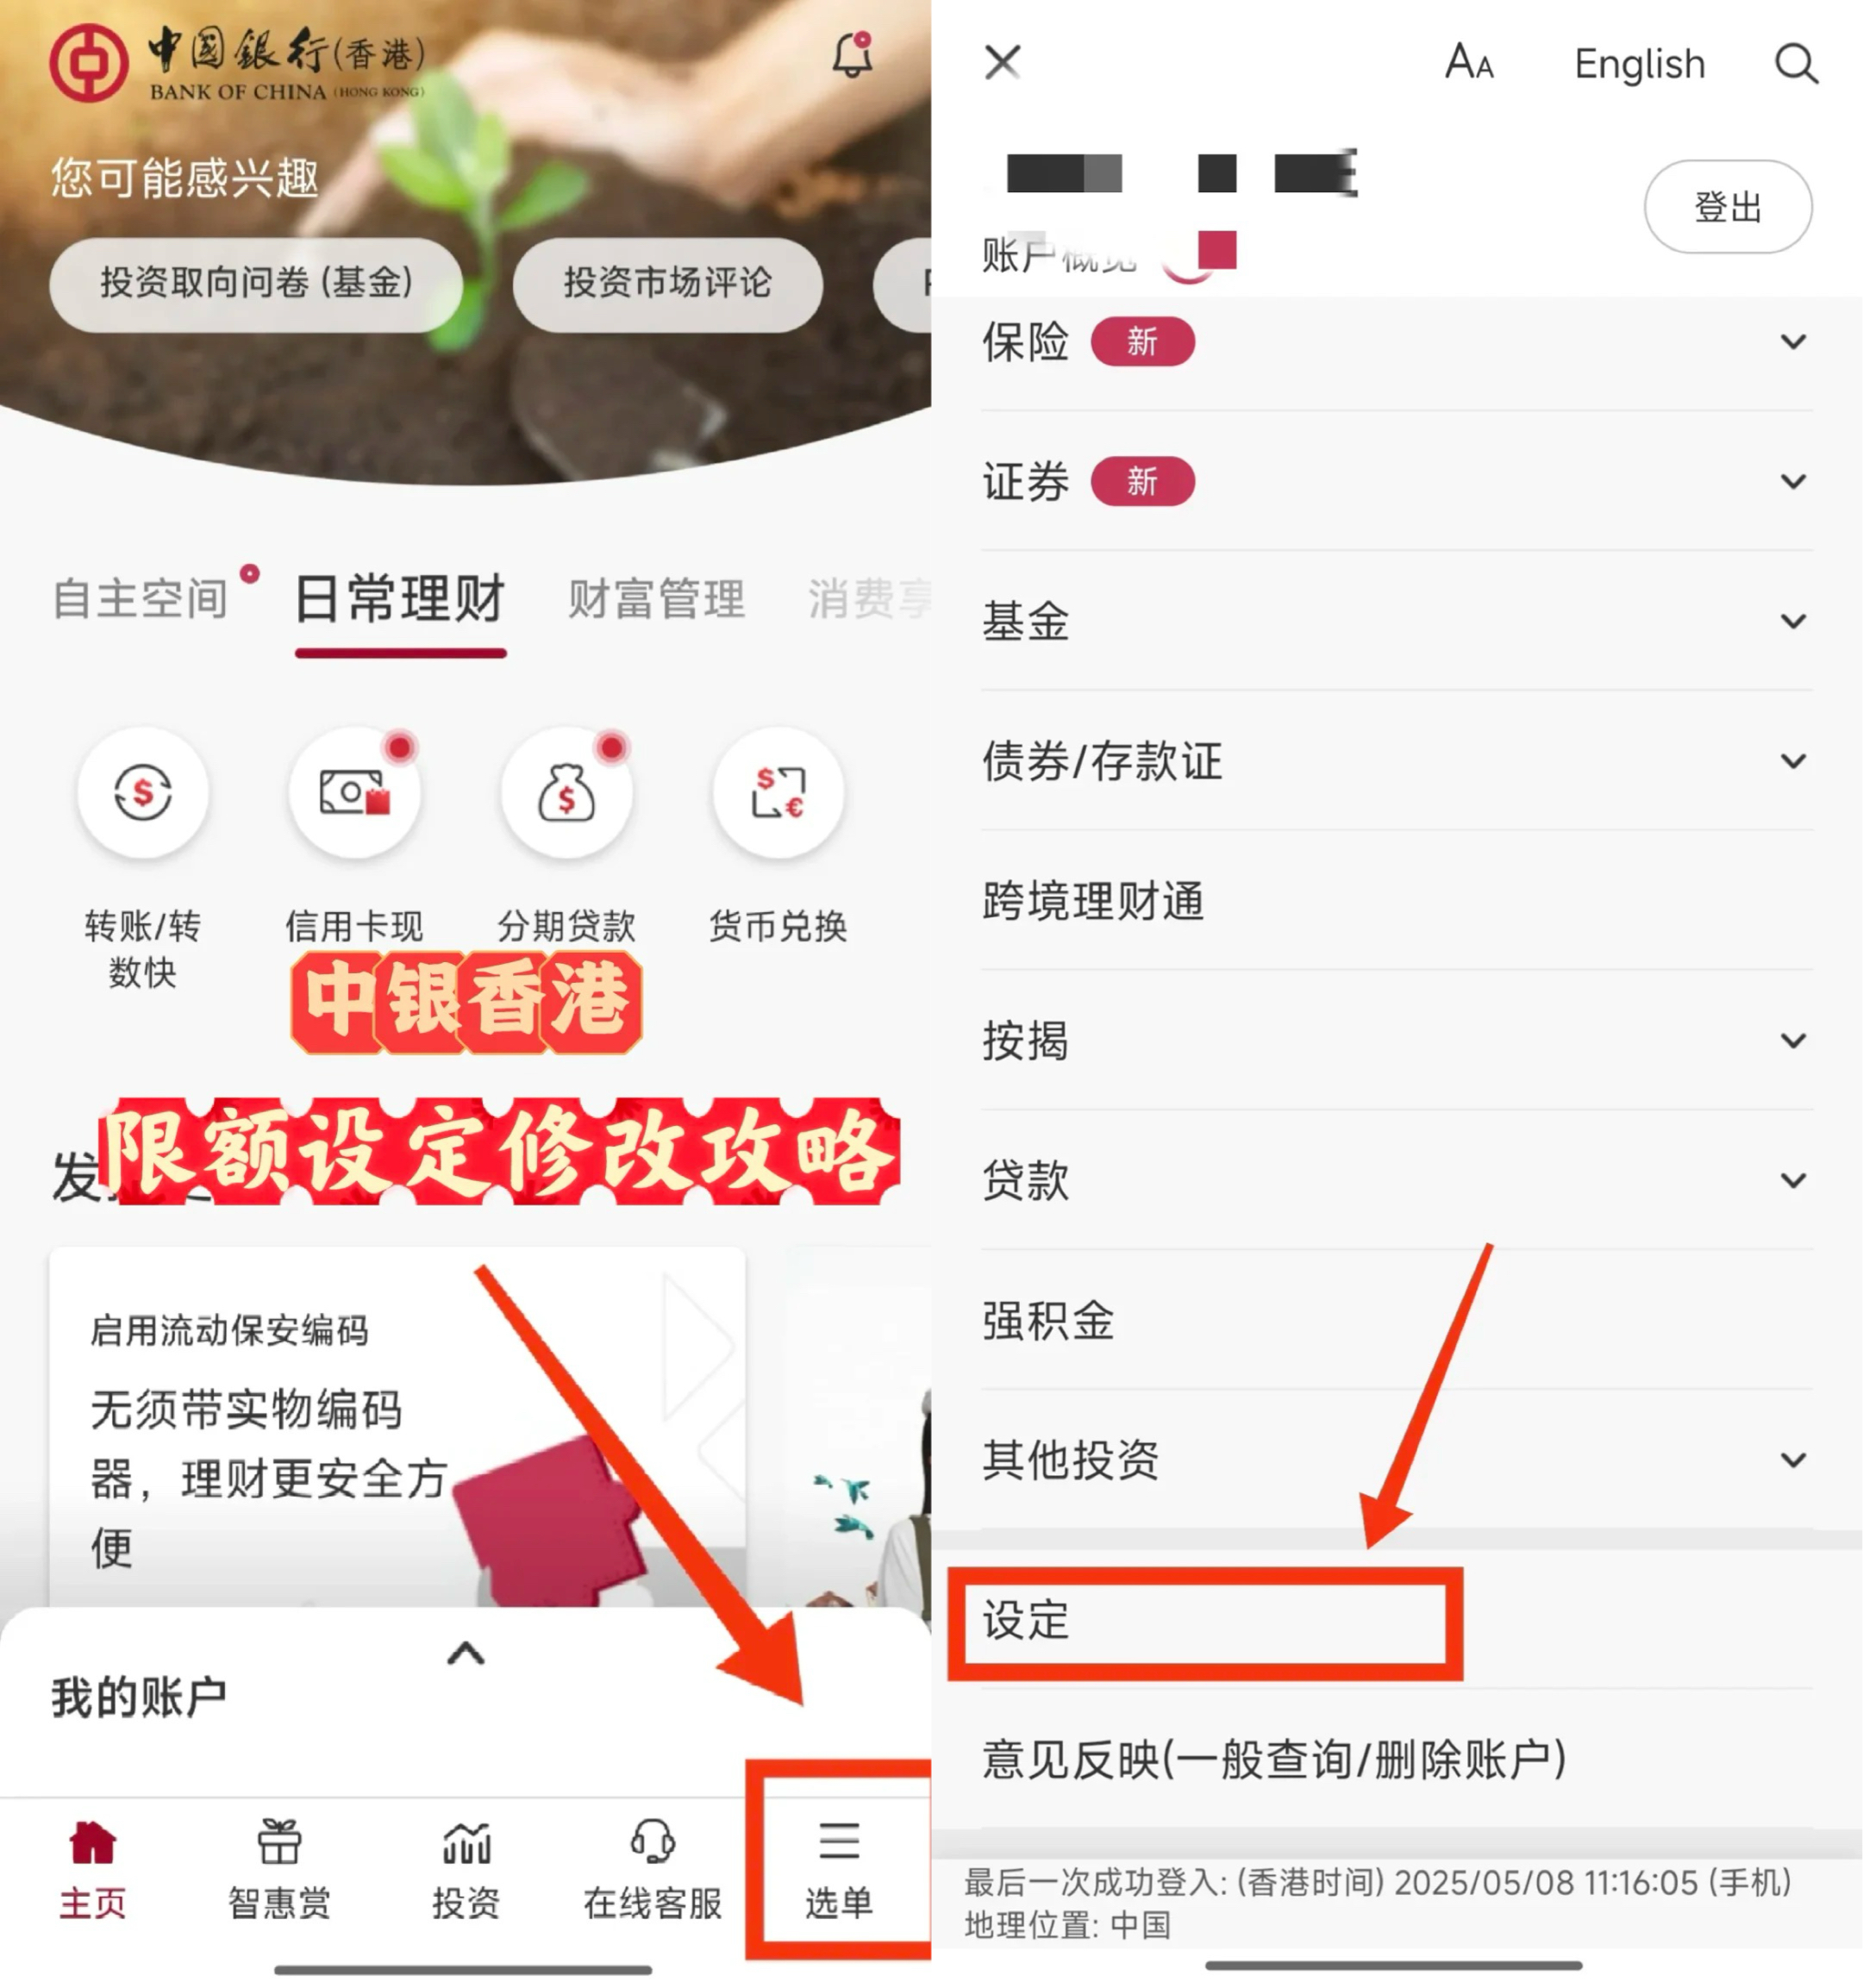 中國銀行(香港)
BANK OF CHINA (HONG KONG)
您可能感兴趣
投资取向问卷 (基金)
投资市场评论
自主空间
日常理财
财富管理
消费享
转账/转
数快
信用卡现
分期贷款
货币兑换
中银香港
限额设定修改攻略
启用流动保安编码
无须带实物编码
器，理财更安全方
便
我的账户
主页
智惠赏
投资
在线客服
选单
AA
English
登出
账户概览
保险
新
证券
新
基金
债券/存款证
跨境理财通
按揭
贷款
强积金
其他投资
设定
意见反映(一般查询/删除账户)
最后一次成功登入: (香港时间) 2025/05/08 11:16:05 (手机)
地理位置: 中国